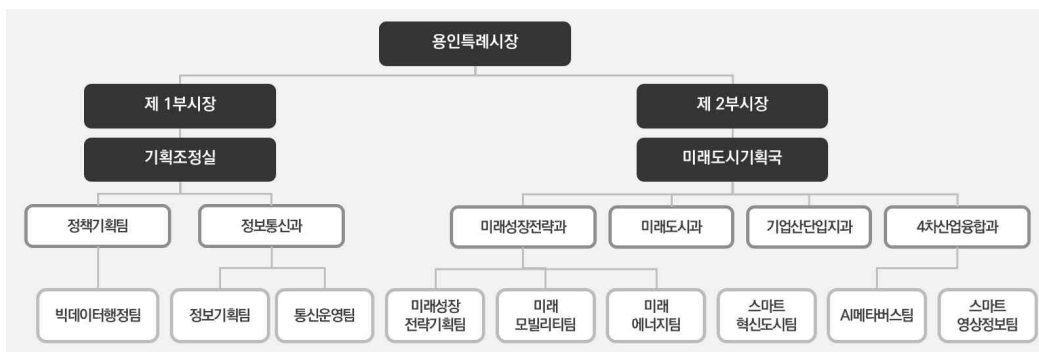 용인특례시장
제 1부시장
제 2부시장
기획조정실
미래도시기획국
정책기획팀
정보통신과
미래성장전략과
미래도시과
기업산단입지과
4차산업융합과
빅데이터행정팀
정보기획팀
통신운영팀
미래성장
전략기획팀
미래
모빌리티팀
미래
에너지팀
스마트
혁신도시팀
AI메타버스팀
스마트
영상정보팀